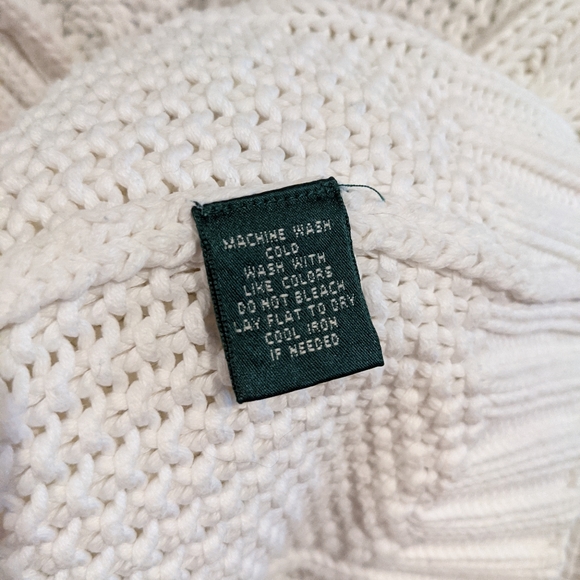 MACHINE WASH
COLD
WASH WITH
LIKE COLORS
DO NOT BLEACH
LAY FLAT TO DRY
COOL IRON
IF NEEDED